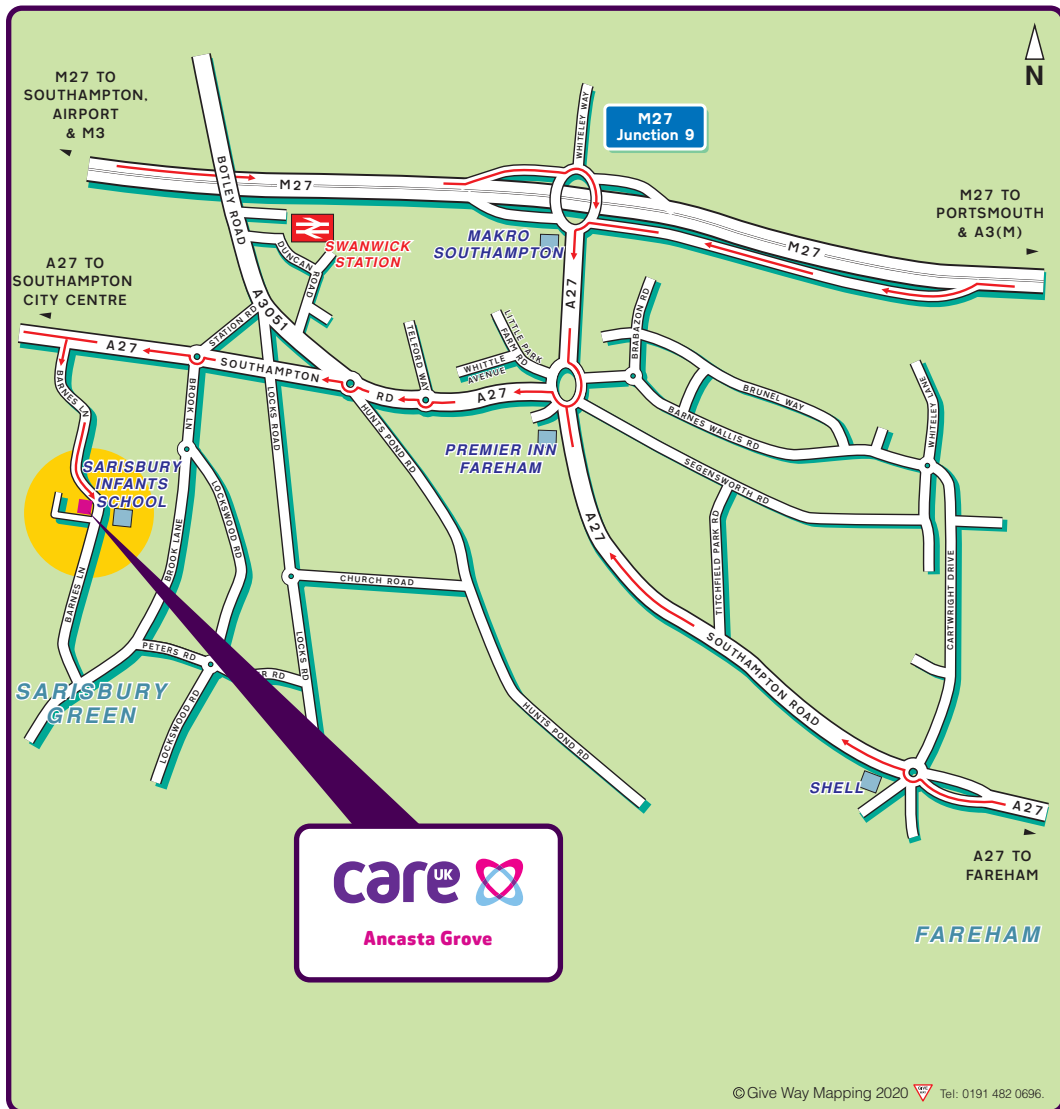 N
M27 TO
SOUTHAMPTON,
AIRPORT
& M3
M27
Junction 9
WHITELEY WAY
BOTLEY ROAD
M27
M27
M27 TO
PORTSMOUTH
& A3(M)
MAKRO
SOUTHAMPTON
SWANWICK
STATION
DUNCAN
ROAD
A27 TO
SOUTHAMPTON
CITY CENTRE
A3051
STATION RD
A27
A27
SOUTHAMPTON
RD
A27
TELFORD WAY
LITTLE PARK
FARM RD
WHITTLE
AVENUE
BRABAZON RD
BRUNEL WAY
BARNES WALLIS RD
WHITELEY LANE
BARNES LN
BROOK LN
LOCKS ROAD
HUNTS POND RD
PREMIER INN
FAREHAM
SEGENSWORTH RD
SARISBURY
INFANTS
SCHOOL
LOCKSWOOD RD
BROOK LANE
A27
TITCHFIELD PARK RD
CARTWRIGHT DRIVE
BARNES LN
CHURCH ROAD
PETERS RD
R RD
LOCKS RD
LOCKSWOOD RD
SARISBURY
GREEN
HUNTS POND RD
SOUTHAMPTON ROAD
SHELL
A27
A27 TO
FAREHAM
care UK
Ancasta Grove
FAREHAM
© Give Way Mapping 2020 Tel: 0191 482 0696.